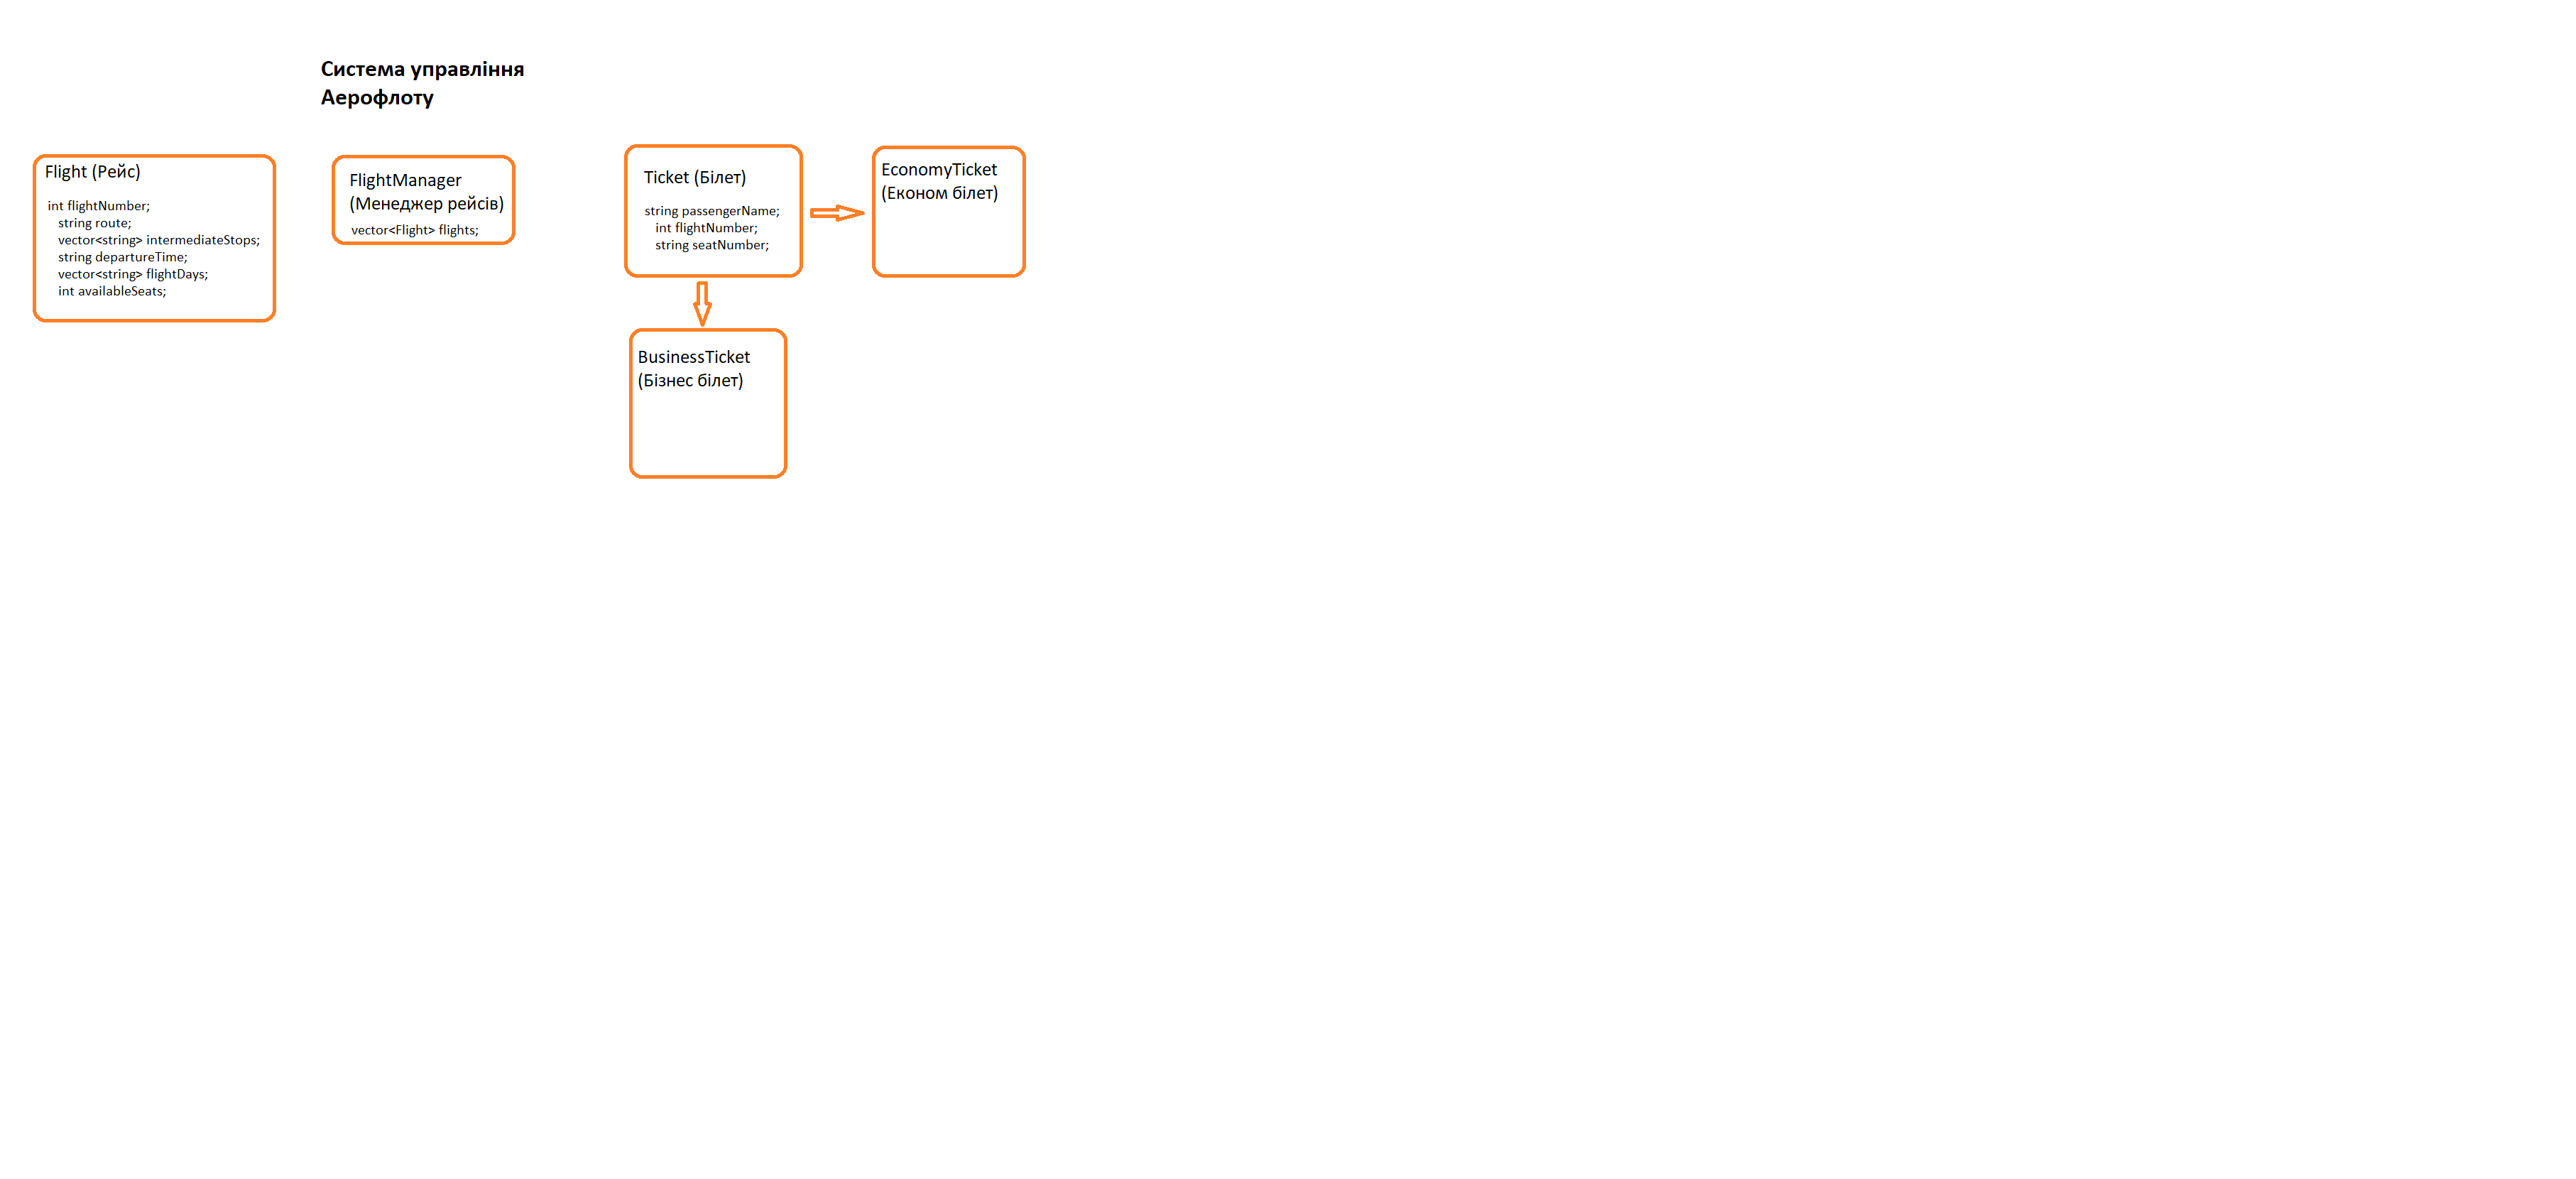 Система управління
Аерофлоту
Flight (Рейс)
int flightNumber;
string route;
vector<string> intermediateStops;
string departureTime;
vector<string> flightDays;
int availableSeats;
FlightManager
(Менеджер рейсів)
vector<Flight> flights;
Ticket (Білет)
string passengerName;
int flightNumber;
string seatNumber;
EconomyTicket
(Економ білет)
BusinessTicket
(Бізнес білет)